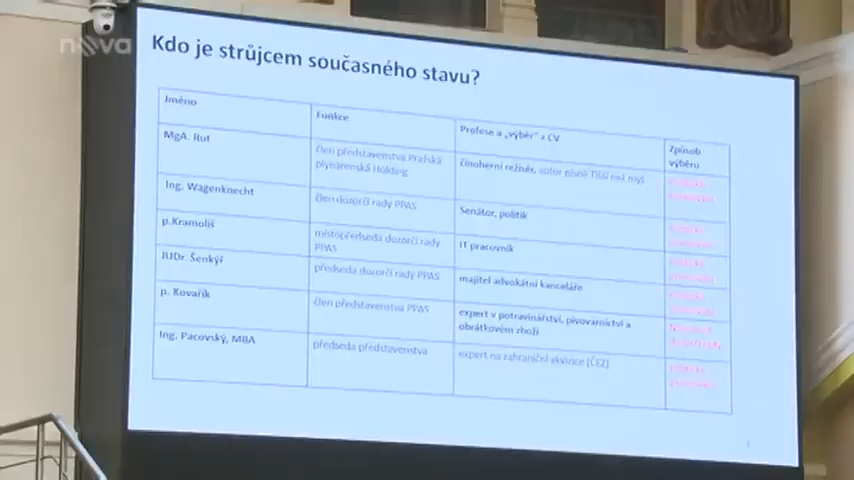 nova
Kdo je strůjcem současného stavu?
Jméno
Funkce
Profese a „výběr“ z CV
Způsob
výběru
MgA. Rut
člen představenstva Pražská
plynárenská Holding
činoherní režisér, autor písně Tišší než myš
Ing. Wagenknecht
člen dozorčí rady PPAS
Senátor, politik
p.Kramoliš
místopředseda dozorčí rady
PPAS
IT pracovník
JUDr. Šenkýř
předseda dozorčí rady PPAS
majitel advokátní kanceláře
p. Kovařík
člen představenstva PPAS
expert v potravinářství, pivovarnictví a
obrátkovém zboží
Ing. Pacovský, MBA
předseda představenstva
expert na zahraniční akvizice (ČEZ)